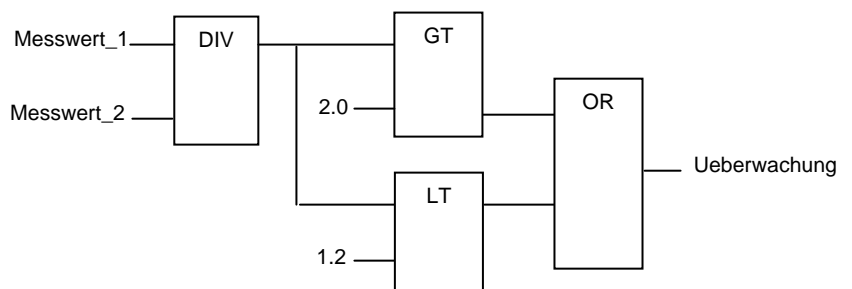 Messwert_1
DIV
GT
Messwert_2
2.0
OR
Ueberwachung
LT
1.2